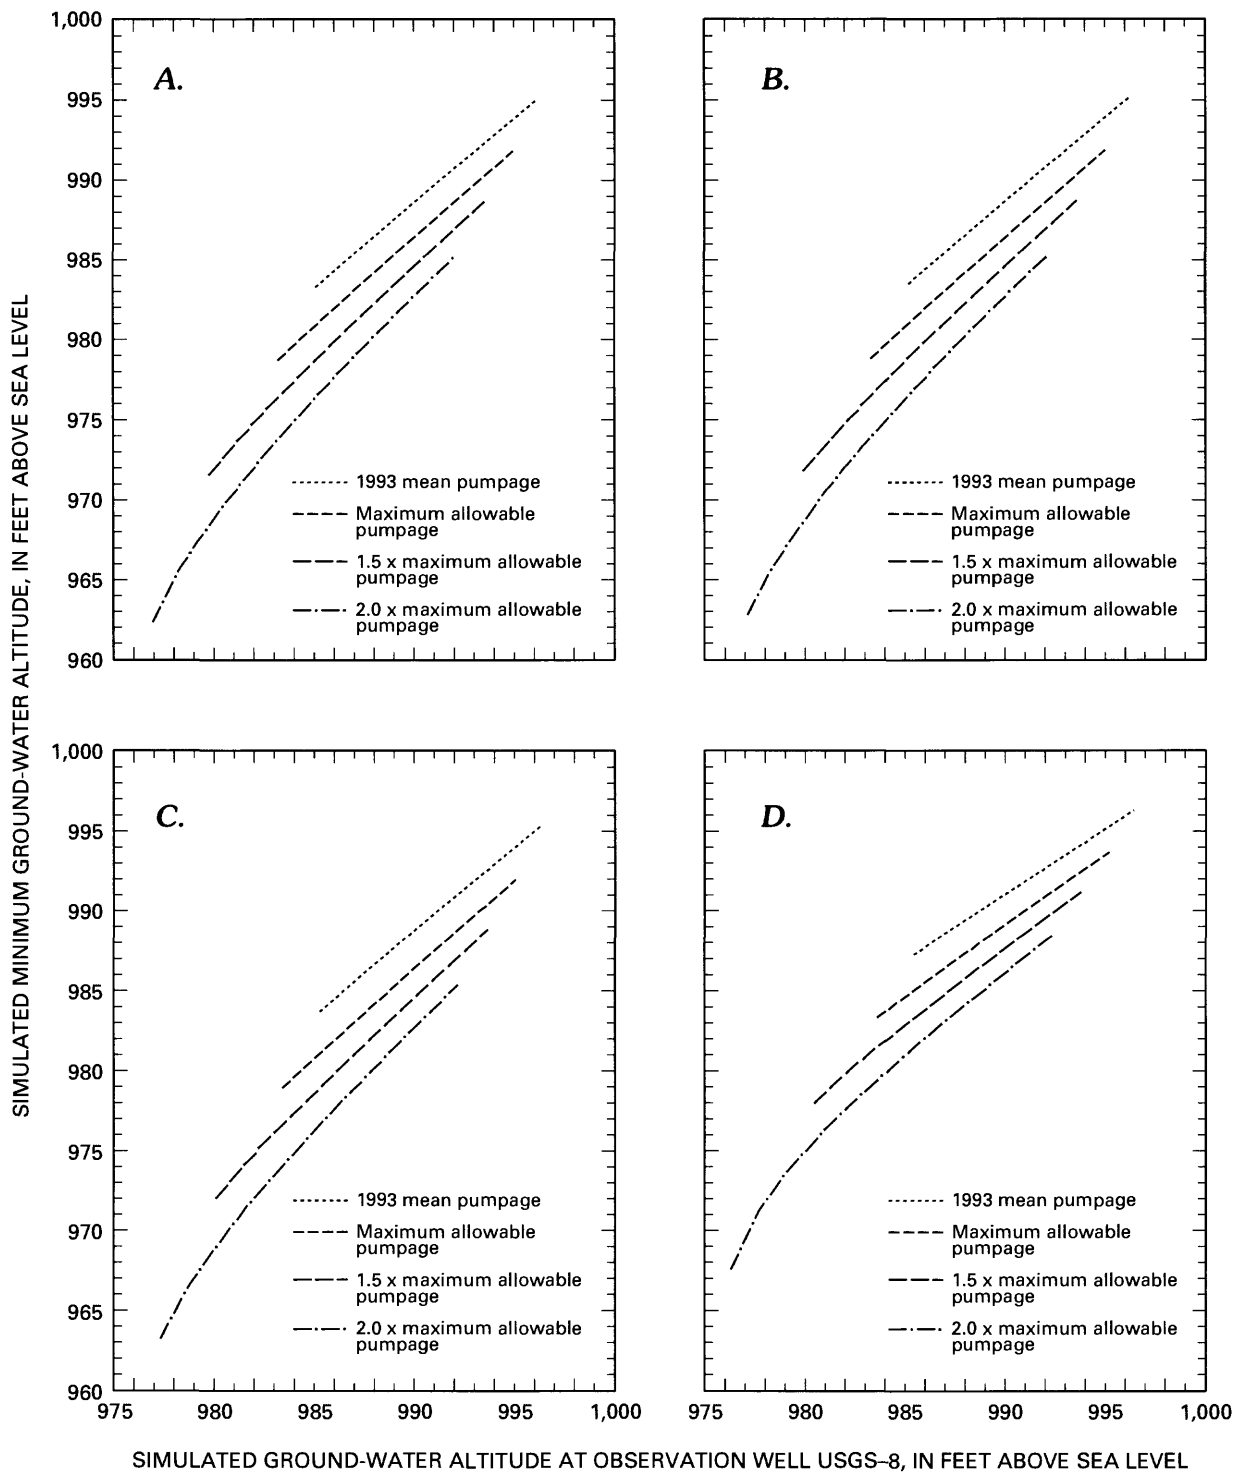 SIMULATED MINIMUM GROUND-WATER ALTITUDE, IN FEET ABOVE SEA LEVEL
1,000
995
990
985
980
975
970
965
960
A.
1993 mean pumpage
Maximum allowable
pumpage
1.5 x maximum allowable
pumpage
2.0 x maximum allowable
pumpage
B.
1993 mean pumpage
Maximum allowable
pumpage
1.5 x maximum allowable
pumpage
2.0 x maximum allowable
pumpage
1,000
995
990
985
980
975
970
965
960
C.
1993 mean pumpage
Maximum allowable
pumpage
1.5 x maximum allowable
pumpage
2.0 x maximum allowable
pumpage
975 980 985 990 995 1,000
D.
1993 mean pumpage
Maximum allowable
pumpage
1.5 x maximum allowable
pumpage
2.0 x maximum allowable
pumpage
975 980 985 990 995 1,000
SIMULATED GROUND-WATER ALTITUDE AT OBSERVATION WELL USGS–8, IN FEET ABOVE SEA LEVEL